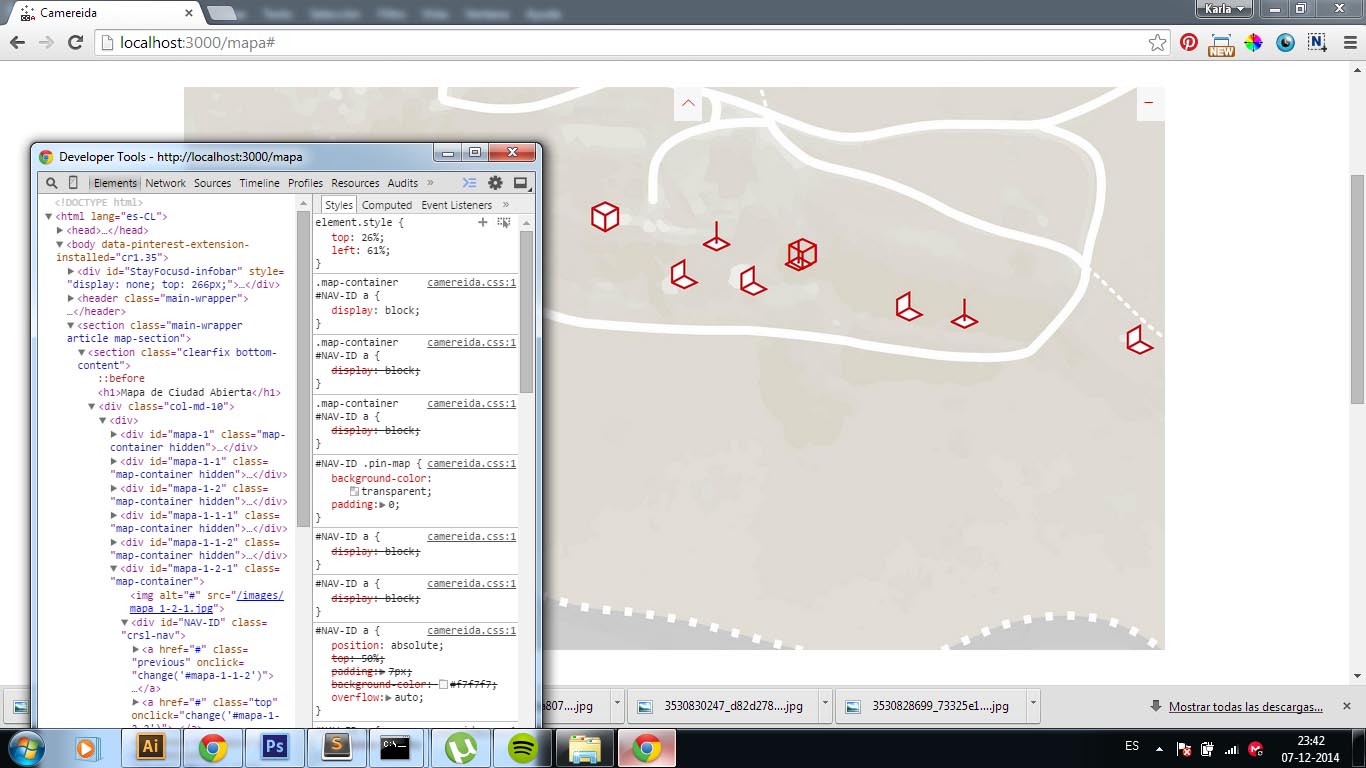 Camereida
Texto Selección Filtro Vista Ventana Ayuda
Karla
localhost:3000/mapa#
NEW
N
Developer Tools - http://localhost:3000/mapa
Elements Network Sources Timeline Profiles Resources Audits »
<!DOCTYPE html>
<html lang="es-CL">
<head>…</head>
<body data-pinterest-extension-
installed="cr1.35">
<div id="StayFocusd-infobar" style=
"display: none; top: 266px;">…</div>
<header class="main-wrapper">
…</header>
<section class="main-wrapper
article map-section">
<section class="clearfix bottom-
content">
::before
<h1>Mapa de Ciudad Abierta</h1>
<div class="col-md-10">
<div>
<div id="mapa-1" class="map-
container hidden">…</div>
<div id="mapa-1-1" class=
"map-container hidden">…</div>
<div id="mapa-1-2" class=
"map-container hidden">…</div>
<div id="mapa-1-1-1" class=
"map-container hidden">…</div>
<div id="mapa-1-1-2" class=
"map-container hidden">…</div>
<div id="mapa-1-2-1" class=
"map-container">
<img alt="#" src="/images/
mapa_1-2-1.jpg">
<div id="NAV-ID" class=
"crsl-nav">
<a href="#" class=
"previous" onclick=
"change('#mapa-1-1-2')">
…</a>
<a href="#" class="top"
onclick="change('#mapa-1-
Styles Computed Event Listeners »
element.style {
top: 26%;
left: 61%;
}
.map-container camereida.css:1
#NAV-ID a {
display: block;
}
.map-container camereida.css:1
#NAV-ID a {
display: block;
}
.map-container camereida.css:1
#NAV-ID a {
display: block;
}
#NAV-ID .pin-map { camereida.css:1
background-color:
transparent;
padding: 0;
}
#NAV-ID a { camereida.css:1
display: block;
}
#NAV-ID a { camereida.css:1
display: block;
}
#NAV-ID a { camereida.css:1
position: absolute;
top: 50%;
padding: 7px;
background-color: #f7f7f7;
overflow: auto;
}
a807....jpg
3530830247_d82d278....jpg
3530828699_73325e1....jpg
Mostrar todas las descargas...
Ai
Ps
S
C:\
µ
ES
23:42
07-12-2014